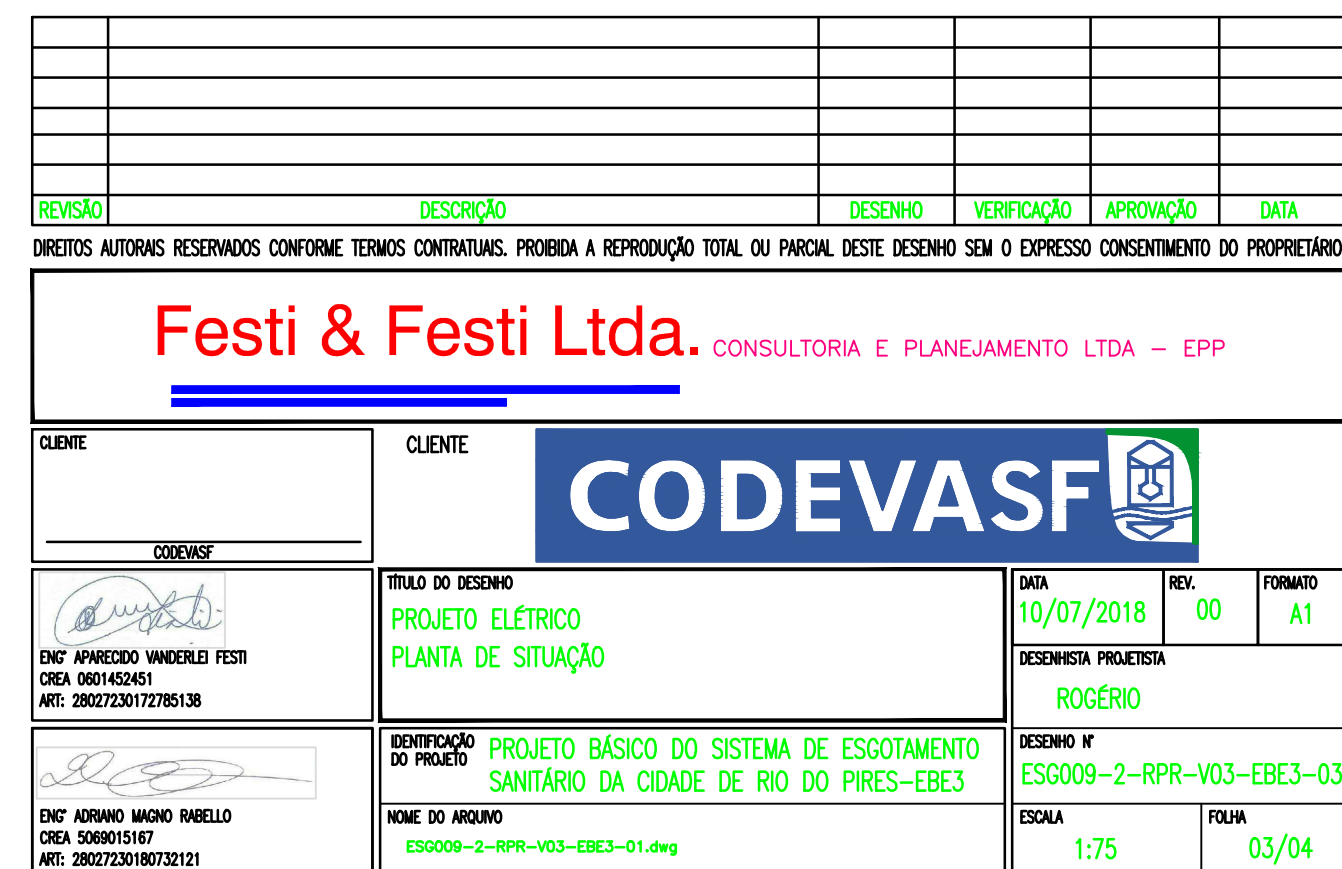 REVISÃO DESCRIÇÃO DESENHO VERIFICAÇÃO APROVAÇÃO DATA
DIREITOS AUTORAIS RESERVADOS CONFORME TERMOS CONTRATUAIS. PROIBIDA A REPRODUÇÃO TOTAL OU PARCIAL DESTE DESENHO SEM O EXPRESSO CONSENTIMENTO DO PROPRIETÁRIO
Festi & Festi Ltda. CONSULTORIA E PLANEJAMENTO LTDA – EPP
CLIENTE
CODEVASF
CLIENTE
CODEVASF
ENGº APARECIDO VANDERLEI FESTI
CREA 0601452451
ART: 28027230172785138
TÍTULO DO DESENHO
PROJETO ELÉTRICO
PLANTA DE SITUAÇÃO
DATA REV. FORMATO
10/07/2018 00 A1
DESENHISTA PROJETISTA
ROGÉRIO
ENGº ADRIANO MAGNO RABELLO
CREA 5069015167
ART: 28027230180732121
IDENTIFICAÇÃO DO PROJETO
PROJETO BÁSICO DO SISTEMA DE ESGOTAMENTO
SANITÁRIO DA CIDADE DE RIO DO PIRES-EBE3
NOME DO ARQUIVO
ESG009-2-RPR-V03-EBE3-01.dwg
DESENHO Nº
ESG009-2-RPR-V03-EBE3-03
ESCALA FOLHA
1:75 03/04